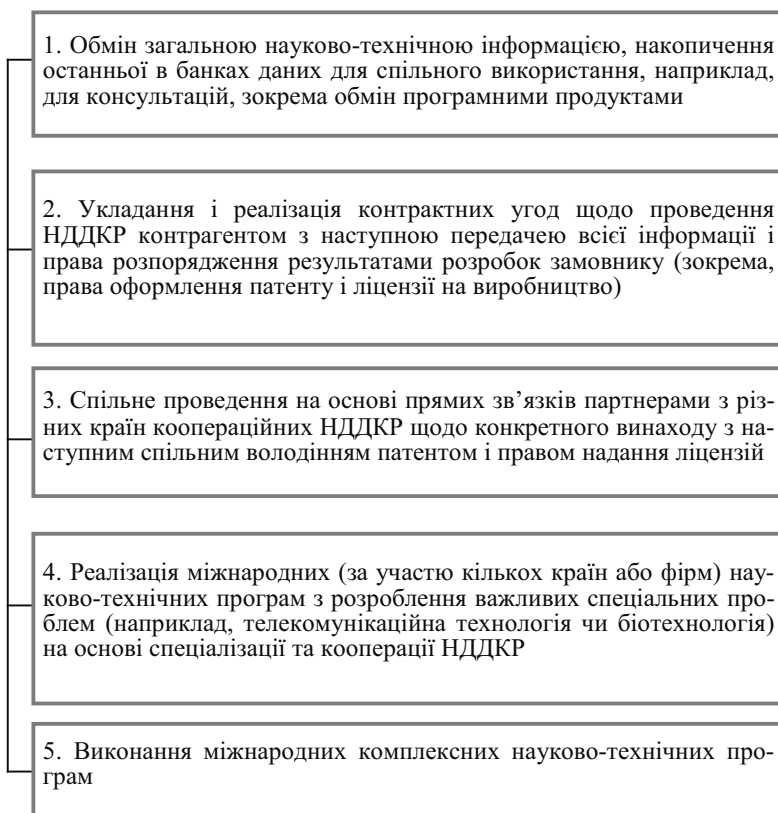 1. Обмін загальною науково-технічною інформацією, накопичення
останньої в банках даних для спільного використання, наприклад,
для консультацій, зокрема обмін програмними продуктами
2. Укладання і реалізація контрактних угод щодо проведення
НДДКР контрагентом з наступною передачею всієї інформації і
права розпорядження результатами розробок замовнику (зокрема,
права оформлення патенту і ліцензії на виробництво)
3. Спільне проведення на основі прямих зв’язків партнерами з різ-
них країн коопераційних НДДКР щодо конкретного винаходу з на-
ступним спільним володінням патентом і правом надання ліцензій
4. Реалізація міжнародних (за участю кількох країн або фірм) нау-
ково-технічних програм з розроблення важливих спеціальних про-
блем (наприклад, телекомунікаційна технологія чи біотехнологія)
на основі спеціалізації та кооперації НДДКР
5. Виконання міжнародних комплексних науково-технічних про-
грам